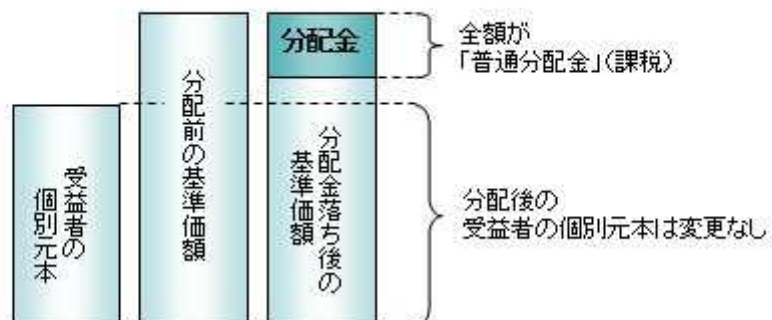 受益者の
個別元本
分配前の基準価額
分配金
分配金落ち後の
基準価額
全額が
「普通分配金」(課税)
分配後の
受益者の個別元本は変更なし